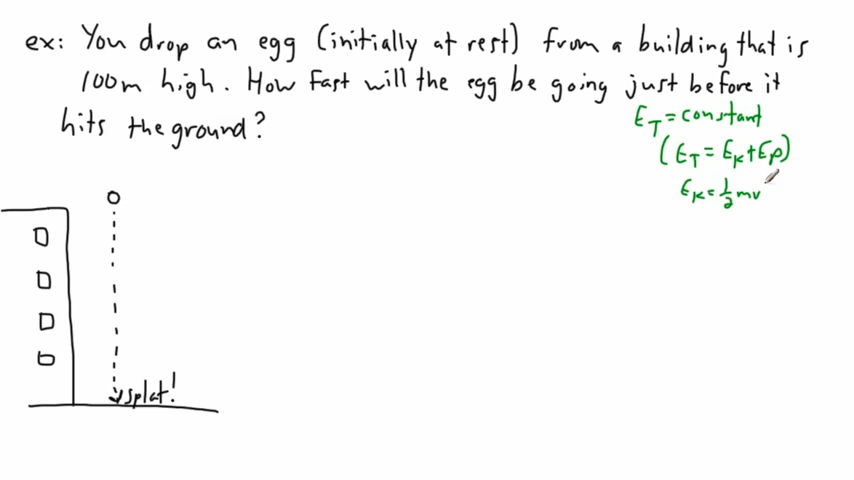 ex: You drop an egg (initially at rest) from a building that is
100m high. How fast will the egg be going just before it
hits the ground?
E_T = constant
(E_T = E_K + E_P)
E_K = 1/2 mv
splat!